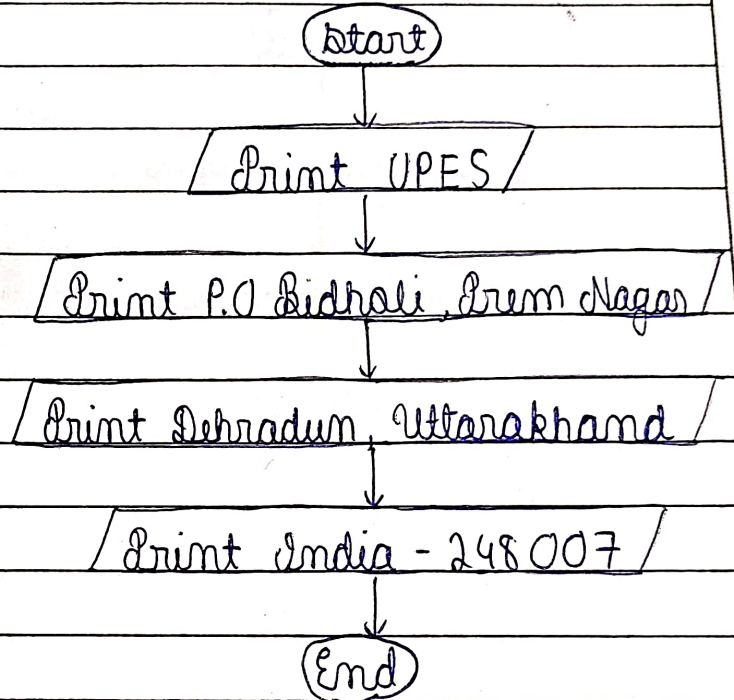 Start
Print UPES
Print P.O Bidholi, Prem Nagar
Print Dehradun, Uttarakhand
Print India - 248007
End